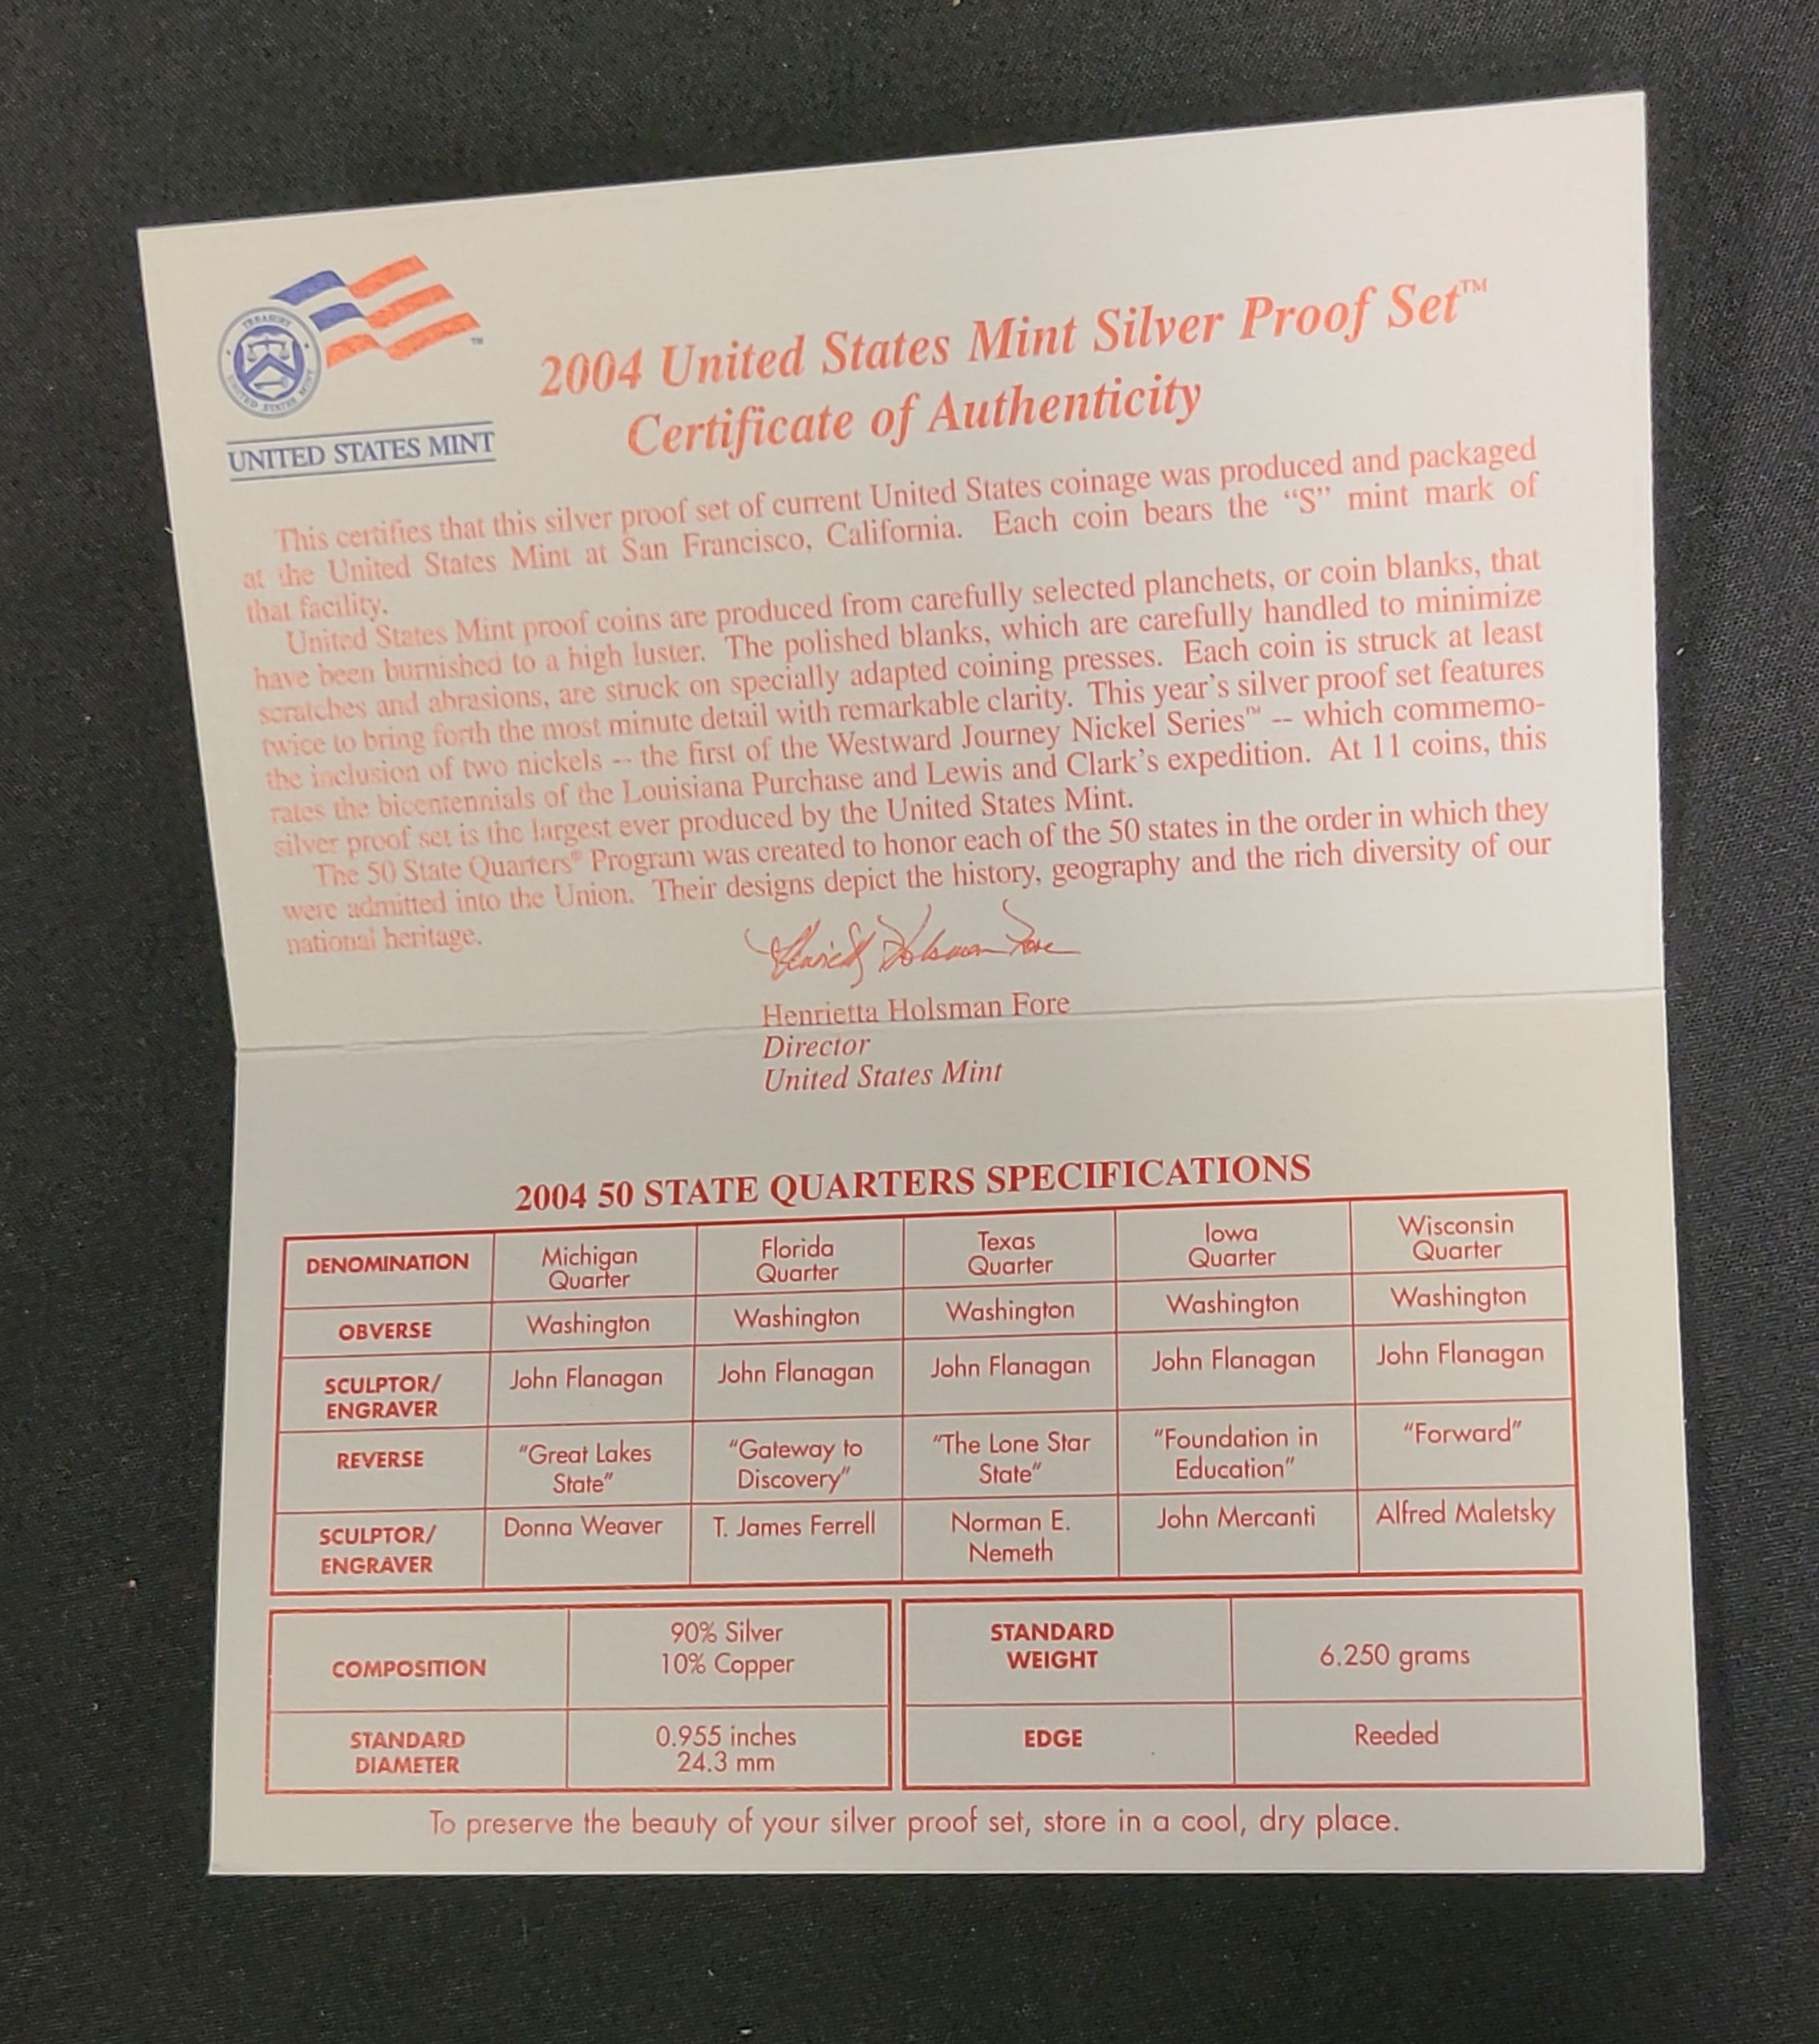 TREASURY
UNITED STATES MINT
TM
UNITED STATES MINT
2004 United States Mint Silver Proof Set™
Certificate of Authenticity
This certifies that this silver proof set of current United States coinage was produced and packaged
at the United States Mint at San Francisco, California. Each coin bears the “S” mint mark of
that facility.
United States Mint proof coins are produced from carefully selected planchets, or coin blanks, that
have been burnished to a high luster. The polished blanks, which are carefully handled to minimize
scratches and abrasions, are struck on specially adapted coining presses. Each coin is struck at least
twice to bring forth the most minute detail with remarkable clarity. This year’s silver proof set features
the inclusion of two nickels -- the first of the Westward Journey Nickel Series™ -- which commemo-
rates the bicentennials of the Louisiana Purchase and Lewis and Clark’s expedition. At 11 coins, this
silver proof set is the largest ever produced by the United States Mint.
The 50 State Quarters® Program was created to honor each of the 50 states in the order in which they
were admitted into the Union. Their designs depict the history, geography and the rich diversity of our
national heritage.
Henrietta Holsman Fore
Henrietta Holsman Fore
Director
United States Mint
2004 50 STATE QUARTERS SPECIFICATIONS
DENOMINATION Michigan Quarter Florida Quarter Texas Quarter Iowa Quarter Wisconsin Quarter
OBVERSE Washington Washington Washington Washington Washington
SCULPTOR/ ENGRAVER John Flanagan John Flanagan John Flanagan John Flanagan John Flanagan
REVERSE “Great Lakes State” “Gateway to Discovery” “The Lone Star State” “Foundation in Education” “Forward”
SCULPTOR/ ENGRAVER Donna Weaver T. James Ferrell Norman E. Nemeth John Mercanti Alfred Maletsky
COMPOSITION 90% Silver 10% Copper
STANDARD WEIGHT 6.250 grams
STANDARD DIAMETER 0.955 inches 24.3 mm
EDGE Reeded
To preserve the beauty of your silver proof set, store in a cool, dry place.